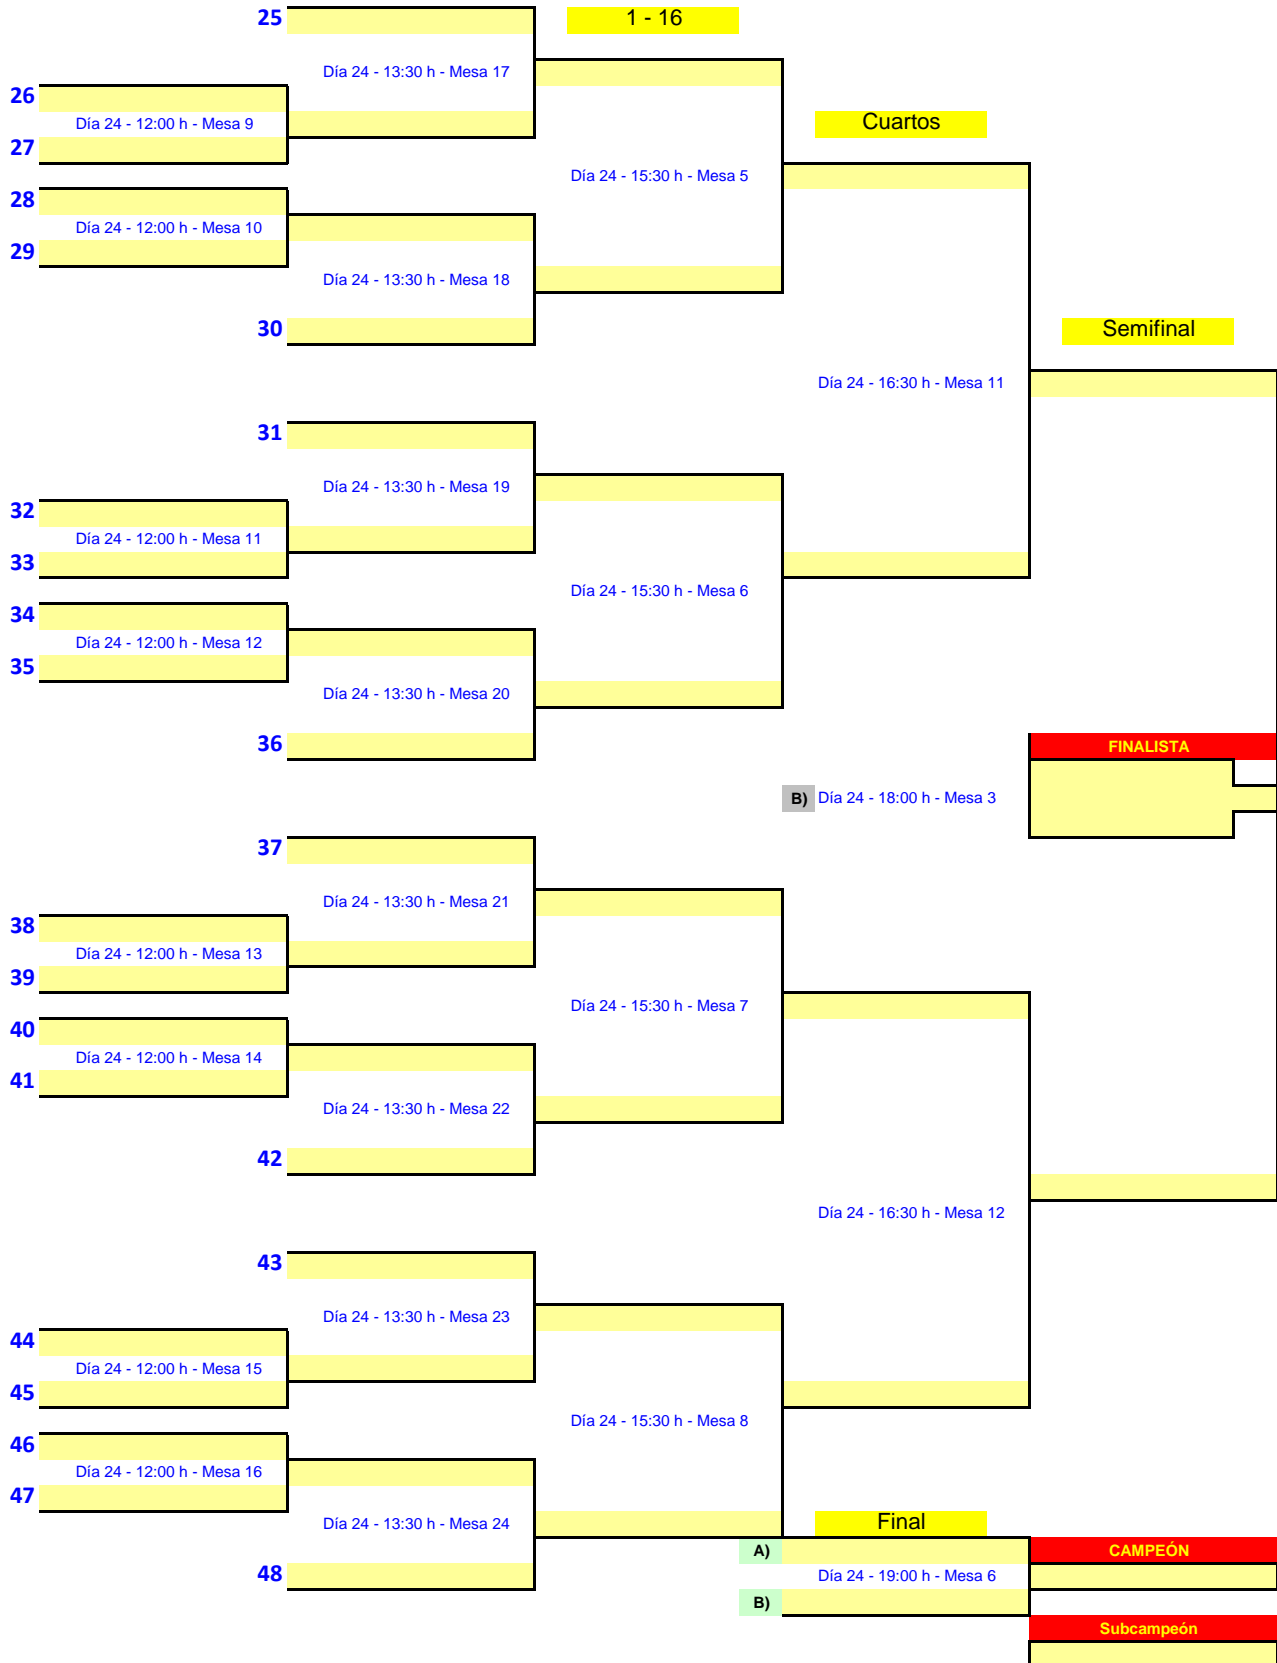 25
1 - 16
Día 24 - 13:30 h - Mesa 17
26
Día 24 - 12:00 h - Mesa 9
Cuartos
27
Día 24 - 15:30 h - Mesa 5
28
Día 24 - 12:00 h - Mesa 10
29
Día 24 - 13:30 h - Mesa 18
30
Semifinal
Día 24 - 16:30 h - Mesa 11
31
Día 24 - 13:30 h - Mesa 19
32
Día 24 - 12:00 h - Mesa 11
33
Día 24 - 15:30 h - Mesa 6
34
Día 24 - 12:00 h - Mesa 12
35
Día 24 - 13:30 h - Mesa 20
36
FINALISTA
B) Día 24 - 18:00 h - Mesa 3
37
Día 24 - 13:30 h - Mesa 21
38
Día 24 - 12:00 h - Mesa 13
39
Día 24 - 15:30 h - Mesa 7
40
Día 24 - 12:00 h - Mesa 14
41
Día 24 - 13:30 h - Mesa 22
42
Día 24 - 16:30 h - Mesa 12
43
Día 24 - 13:30 h - Mesa 23
44
Día 24 - 12:00 h - Mesa 15
45
Día 24 - 15:30 h - Mesa 8
46
Día 24 - 12:00 h - Mesa 16
47
Día 24 - 13:30 h - Mesa 24
Final
A)
CAMPEÓN
48
Día 24 - 19:00 h - Mesa 6
B)
Subcampeón